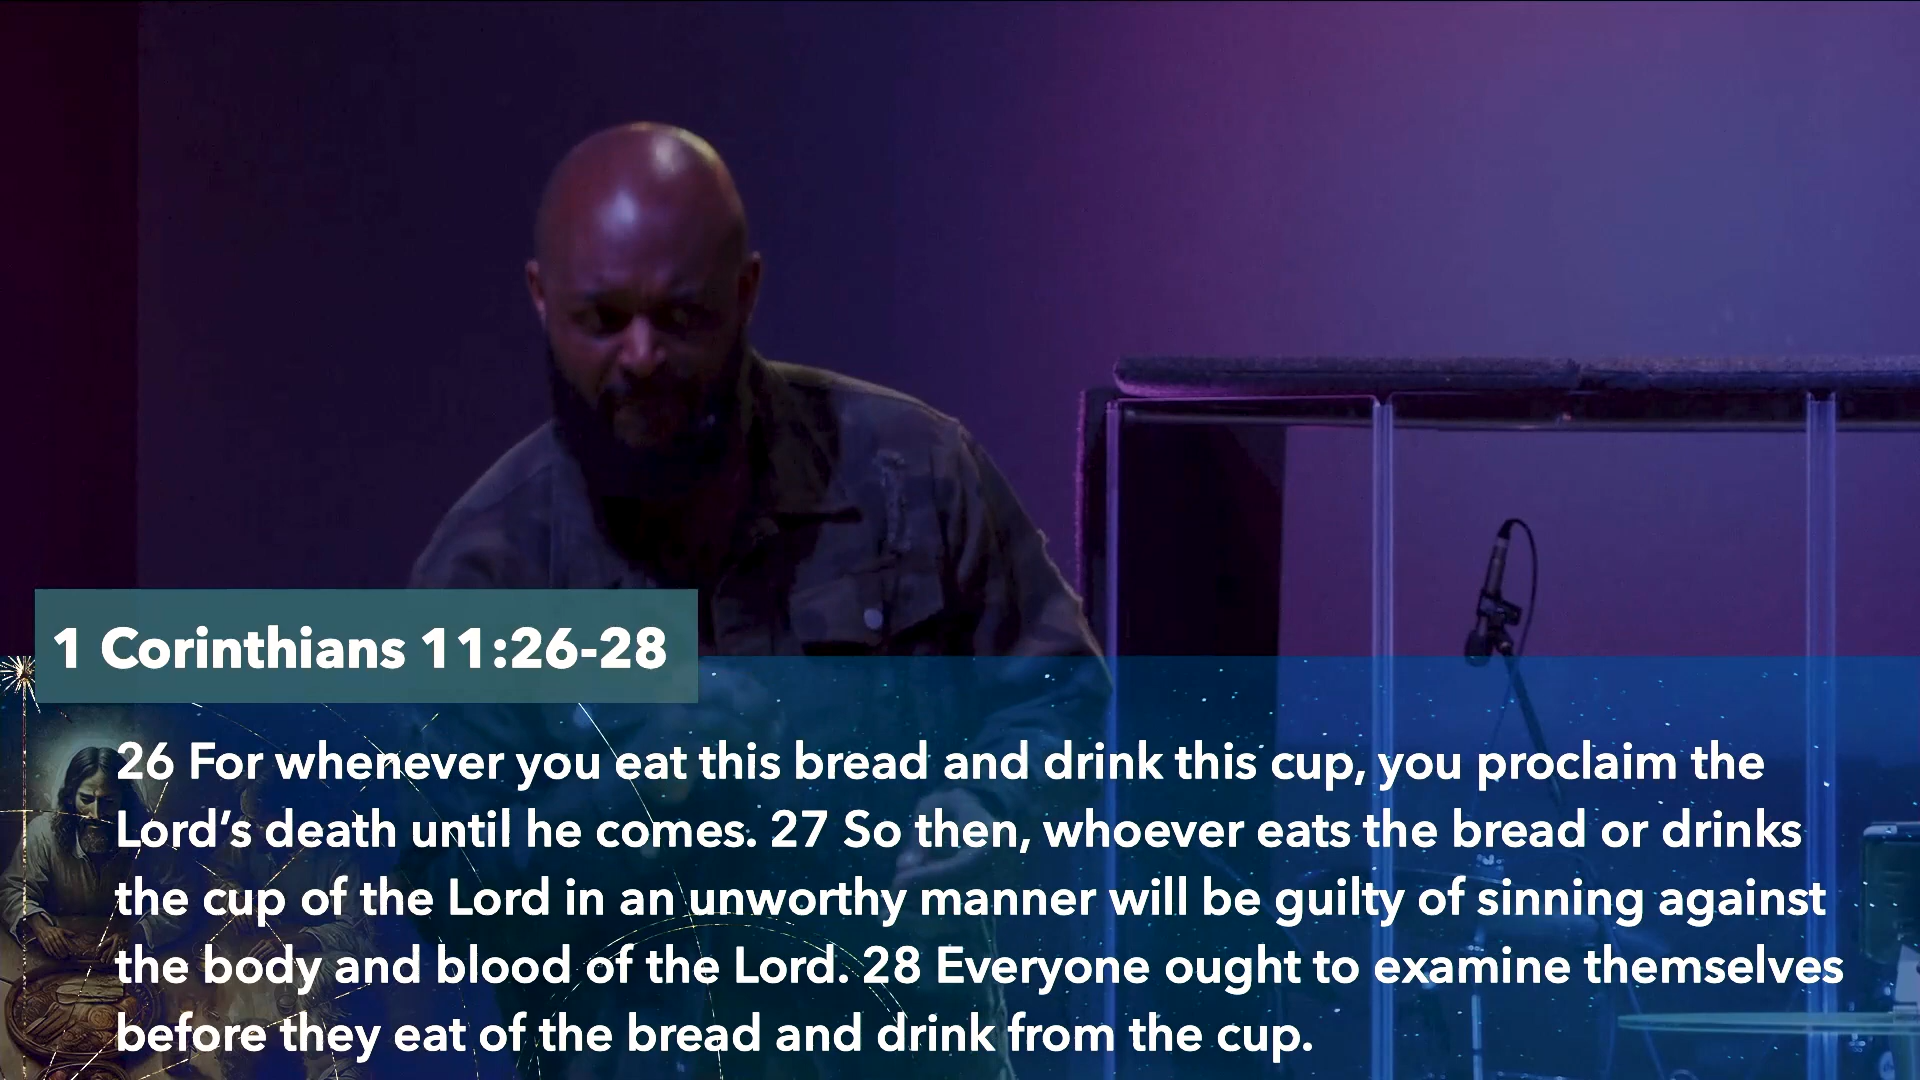 1 Corinthians 11:26-28
26 For whenever you eat this bread and drink this cup, you proclaim the
Lord’s death until he comes. 27 So then, whoever eats the bread or drinks
the cup of the Lord in an unworthy manner will be guilty of sinning against
the body and blood of the Lord. 28 Everyone ought to examine themselves
before they eat of the bread and drink from the cup.